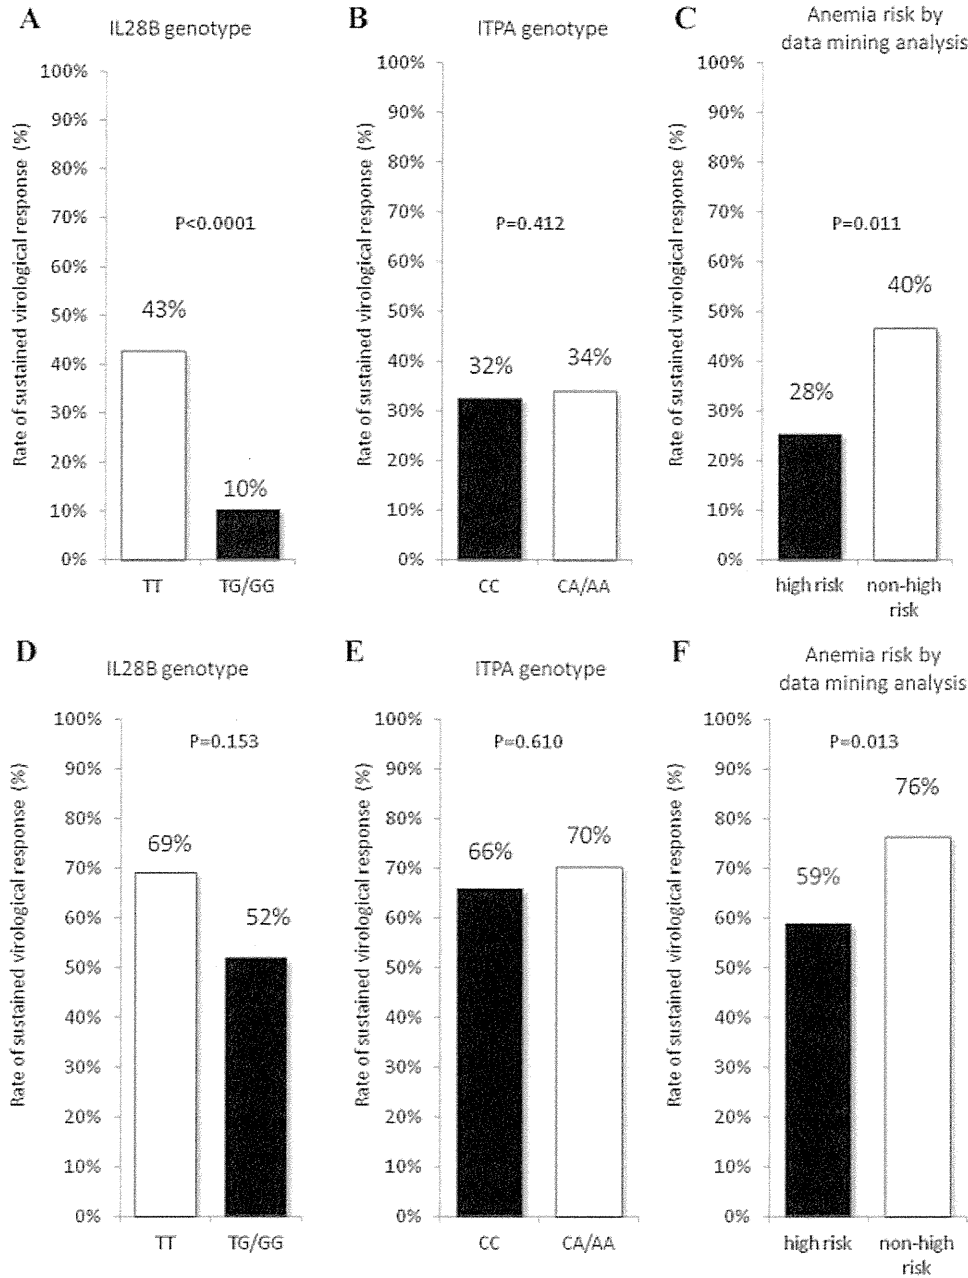 A
IL28B genotype
Rate of sustained virological response (%)
100%
90%
80%
70%
60%
50%
40%
30%
20%
10%
0%
P<0.0001
43%
10%
TT
TG/GG
B
ITPA genotype
Rate of sustained virological response (%)
100%
90%
80%
70%
60%
50%
40%
30%
20%
10%
0%
P=0.412
32%
34%
CC
CA/AA
C
Anemia risk by
data mining analysis
Rate of sustained virological response (%)
100%
90%
80%
70%
60%
50%
40%
30%
20%
10%
0%
P=0.011
28%
40%
high risk
non-high
risk
D
IL28B genotype
Rate of sustained virological response (%)
100%
90%
80%
70%
60%
50%
40%
30%
20%
10%
0%
P=0.153
69%
52%
TT
TG/GG
E
ITPA genotype
Rate of sustained virological response (%)
100%
90%
80%
70%
60%
50%
40%
30%
20%
10%
0%
P=0.610
66%
70%
CC
CA/AA
F
Anemia risk by
data mining analysis
Rate of sustained virological response (%)
100%
90%
80%
70%
60%
50%
40%
30%
20%
10%
0%
P=0.013
59%
76%
high risk
non-high
risk